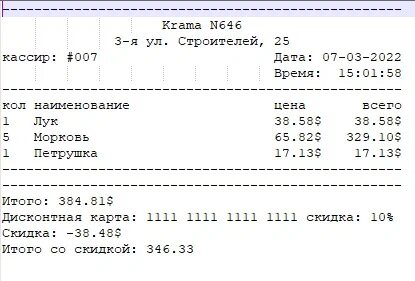 --------------------------------------------------
Krama N646
3-я ул. Строителей, 25
кассир: #007 Дата: 07-03-2022
Время: 15:01:58
--------------------------------------------------
кол наименование цена всего
1 Лук 38.58$ 38.58$
5 Морковь 65.82$ 329.10$
1 Петрушка 17.13$ 17.13$
--------------------------------------------------
--------------------------------------------------
Итого: 384.81$
Дисконтная карта: 1111 1111 1111 1111 скидка: 10%
Скидка: -38.48$
Итого со скидкой: 346.33